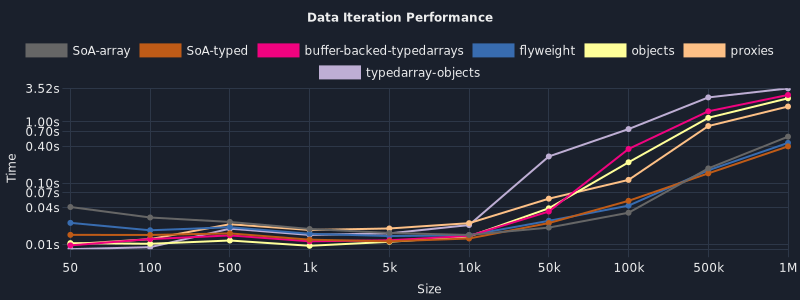 Data Iteration Performance
SoA-array SoA-typed buffer-backed-typedarrays flyweight objects proxies
typedarray-objects
3.52s
1.00s
0.70s
0.40s
0.10s
0.07s
0.04s
0.01s
Time
50 100 500 1k 5k 10k 50k 100k 500k 1M
Size